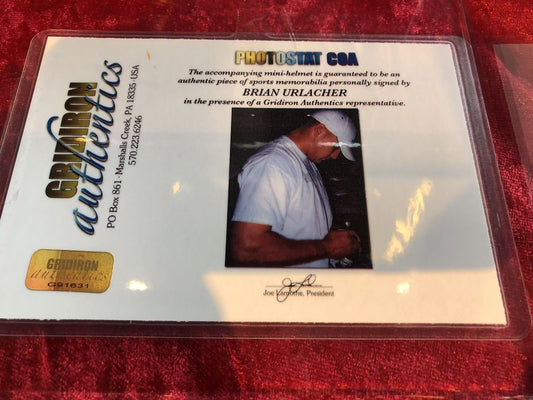 PHOTOSTAT COA
The accompanying mini-helmet is guaranteed to be an
authentic piece of sports memorabilia personally signed by
BRIAN URLACHER
in the presence of a Gridiron Authentics representative.
GRIDIRON
authentics
PO Box 861 · Marshalls Creek, PA 18335 · USA
570.223.6246
GRIDIRON
authentics
G91631
Joe Lamothe, President